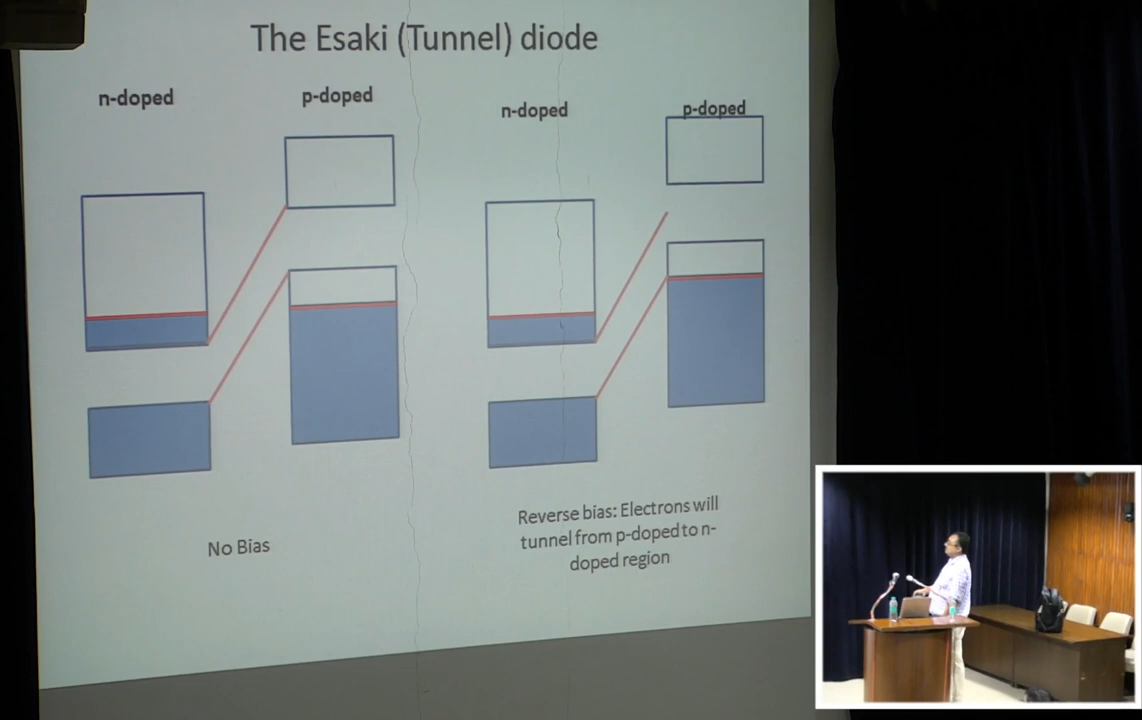 The Esaki (Tunnel) diode
n-doped
p-doped
n-doped
p-doped
No Bias
Reverse bias: Electrons will
tunnel from p-doped to n-
doped region